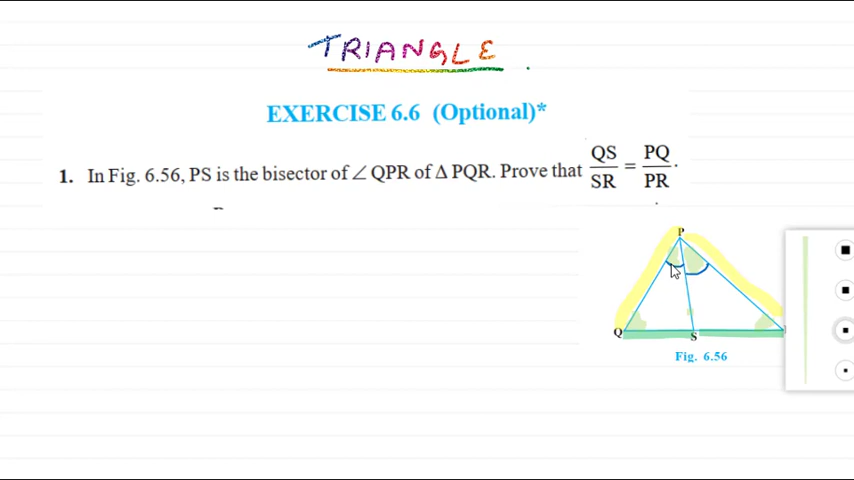 TRIANGLE
EXERCISE 6.6 (Optional)*
1. In Fig. 6.56, PS is the bisector of ∠ QPR of Δ PQR. Prove that QS/SR = PQ/PR.
P
Q S
Fig. 6.56